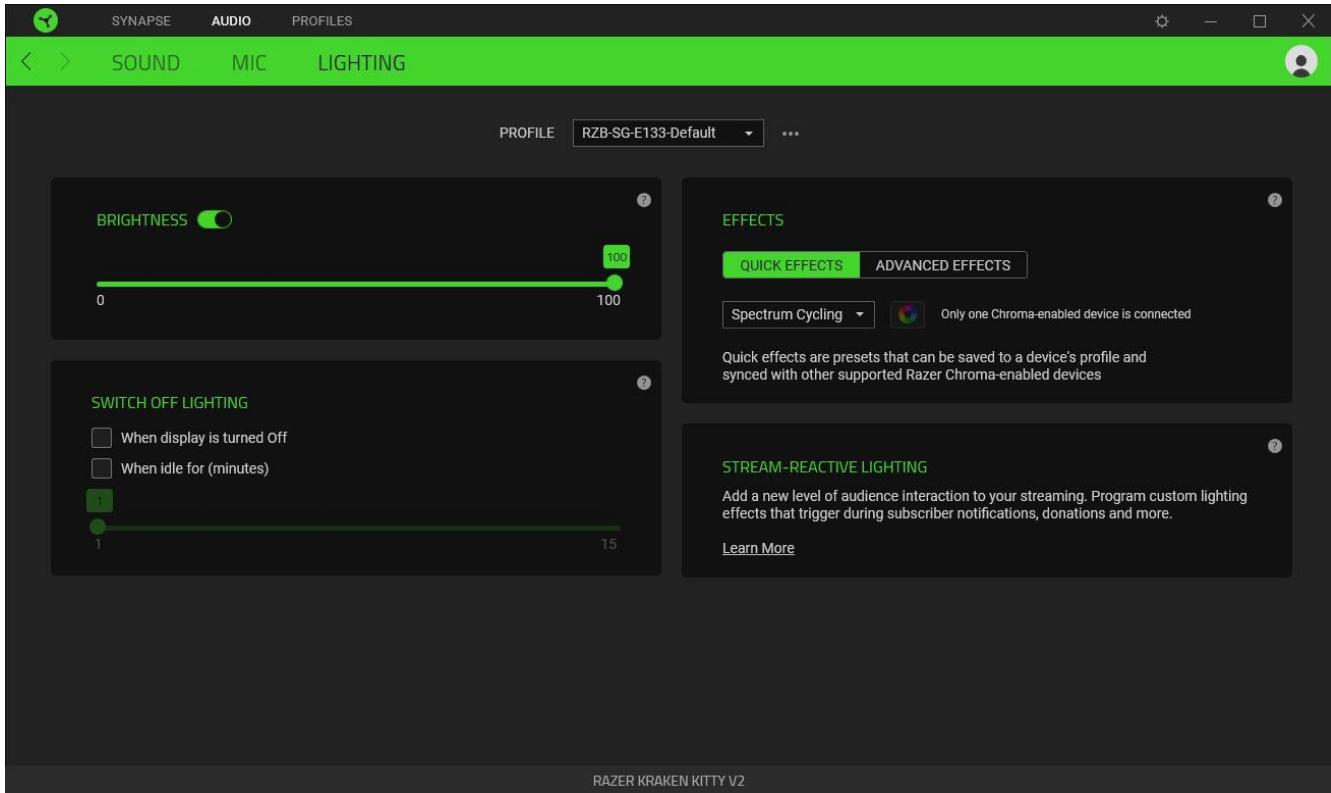 SYNAPSE AUDIO PROFILES
SOUND MIC LIGHTING
PROFILE RZB-SG-E133-Default
BRIGHTNESS
100
0 100
SWITCH OFF LIGHTING
When display is turned Off
When idle for (minutes)
1
1 15
EFFECTS
QUICK EFFECTS ADVANCED EFFECTS
Spectrum Cycling Only one Chroma-enabled device is connected
Quick effects are presets that can be saved to a device's profile and
synced with other supported Razer Chroma-enabled devices
STREAM-REACTIVE LIGHTING
Add a new level of audience interaction to your streaming. Program custom lighting
effects that trigger during subscriber notifications, donations and more.
Learn More
RAZER KRAKEN KITTY V2